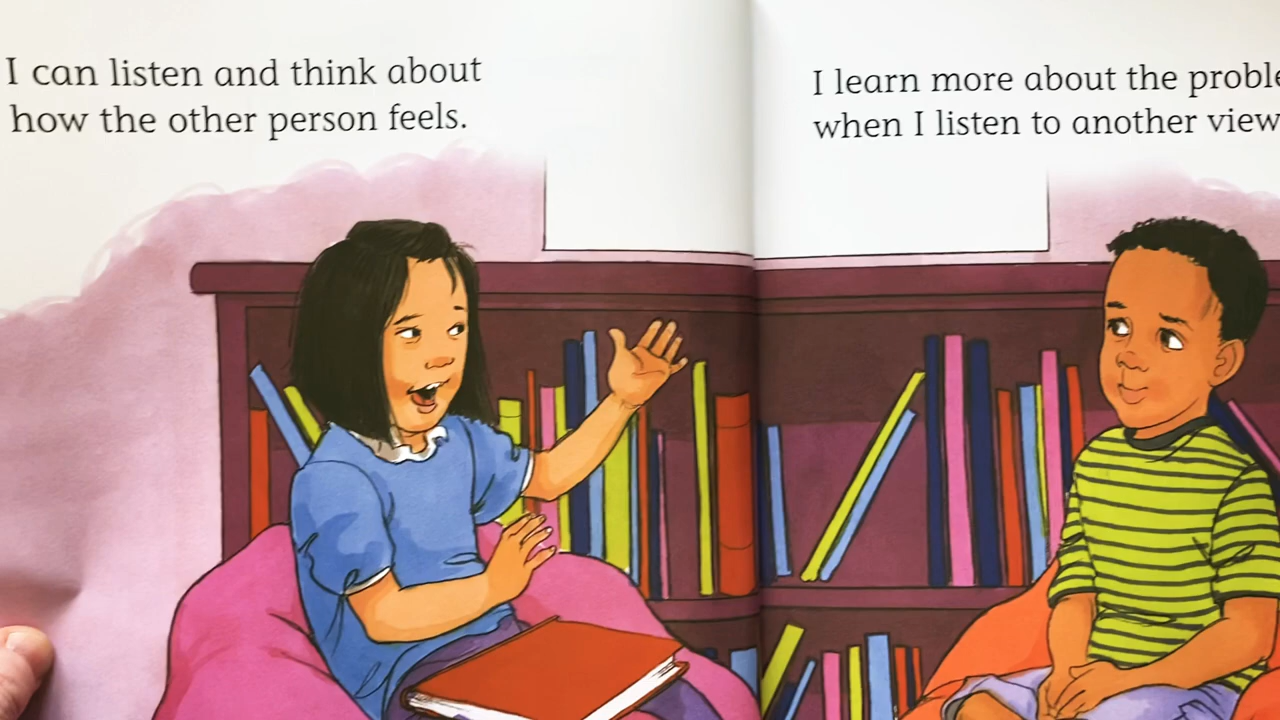 I can listen and think about
how the other person feels.
I learn more about the
when I listen to another view